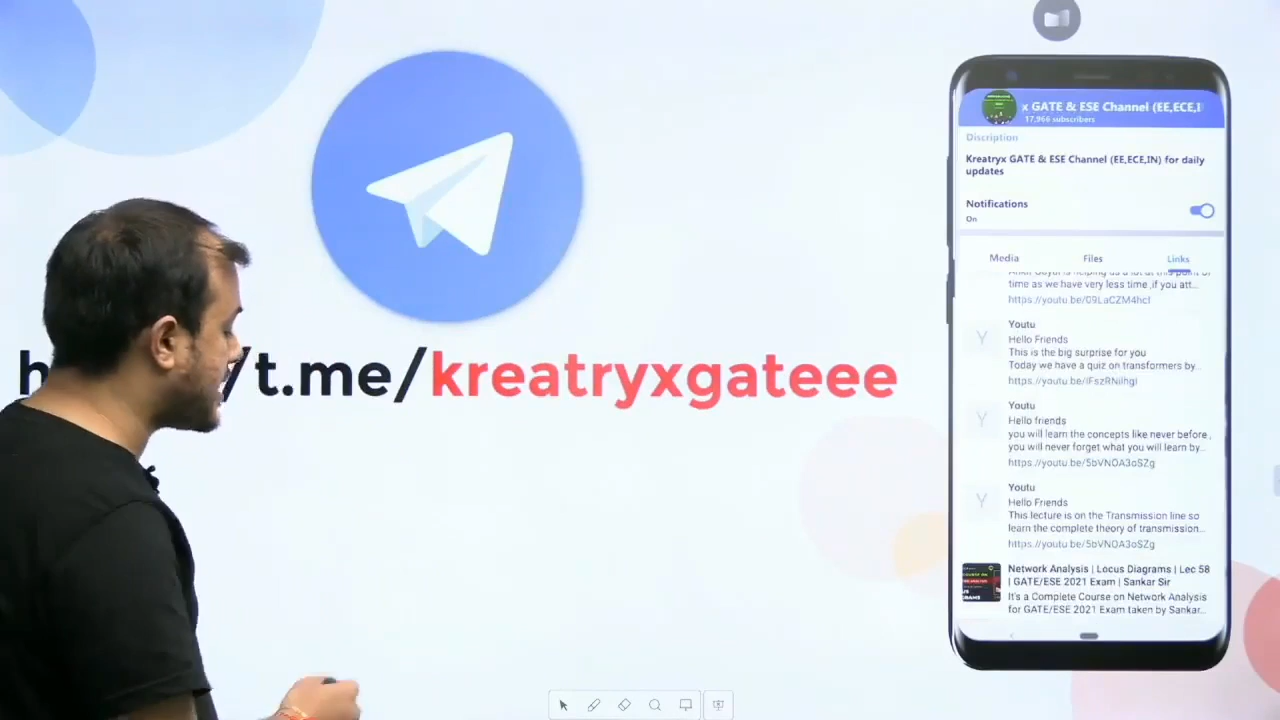 /t.me/kreatryxgateee
x GATE & ESE Channel (EE,ECE,I
17,966 subscribers
Discription
Kreatryx GATE & ESE Channel (EE,ECE,IN) for daily
updates
Notifications
On
Media
Files
Links
time as we have very less time ,if you att...
https://youtu.be/09LaCZM4hcI
Y
Youtu
Hello Friends
This is the big surprise for you
Today we have a quiz on transformers by...
https://youtu.be/
Y
Youtu
Hello friends
you will learn the concepts like never before ,
you will never forget what you will learn by...
https://youtu.be/5bVNOA3oSZg
Y
Youtu
Hello Friends
This lecture is on the Transmission line so
learn the complete theory of transmission...
https://youtu.be/5bVNOA3oSZg
Network Analysis | Locus Diagrams | Lec 58
| GATE/ESE 2021 Exam | Sankar Sir
It's a Complete Course on Network Analysis
for GATE/ESE 2021 Exam taken by Sankar...